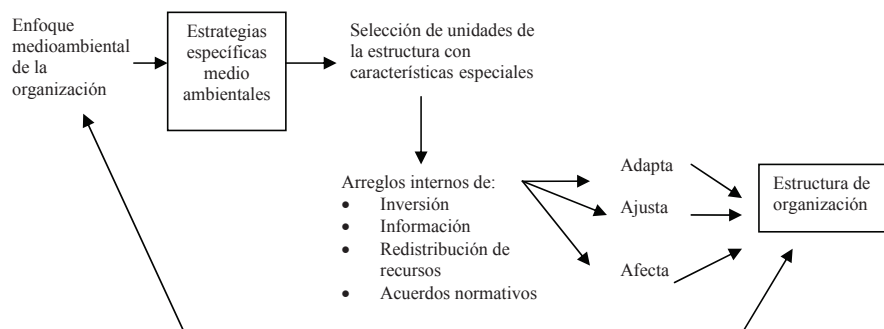 Enfoque
medioambiental
de la
organización
Estrategias
específicas
medio
ambientales
Selección de unidades de
la estructura con
características especiales
Arreglos internos de:
• Inversión
• Información
• Redistribución de
recursos
• Acuerdos normativos
Adapta
Ajusta
Afecta
Estructura de
organización